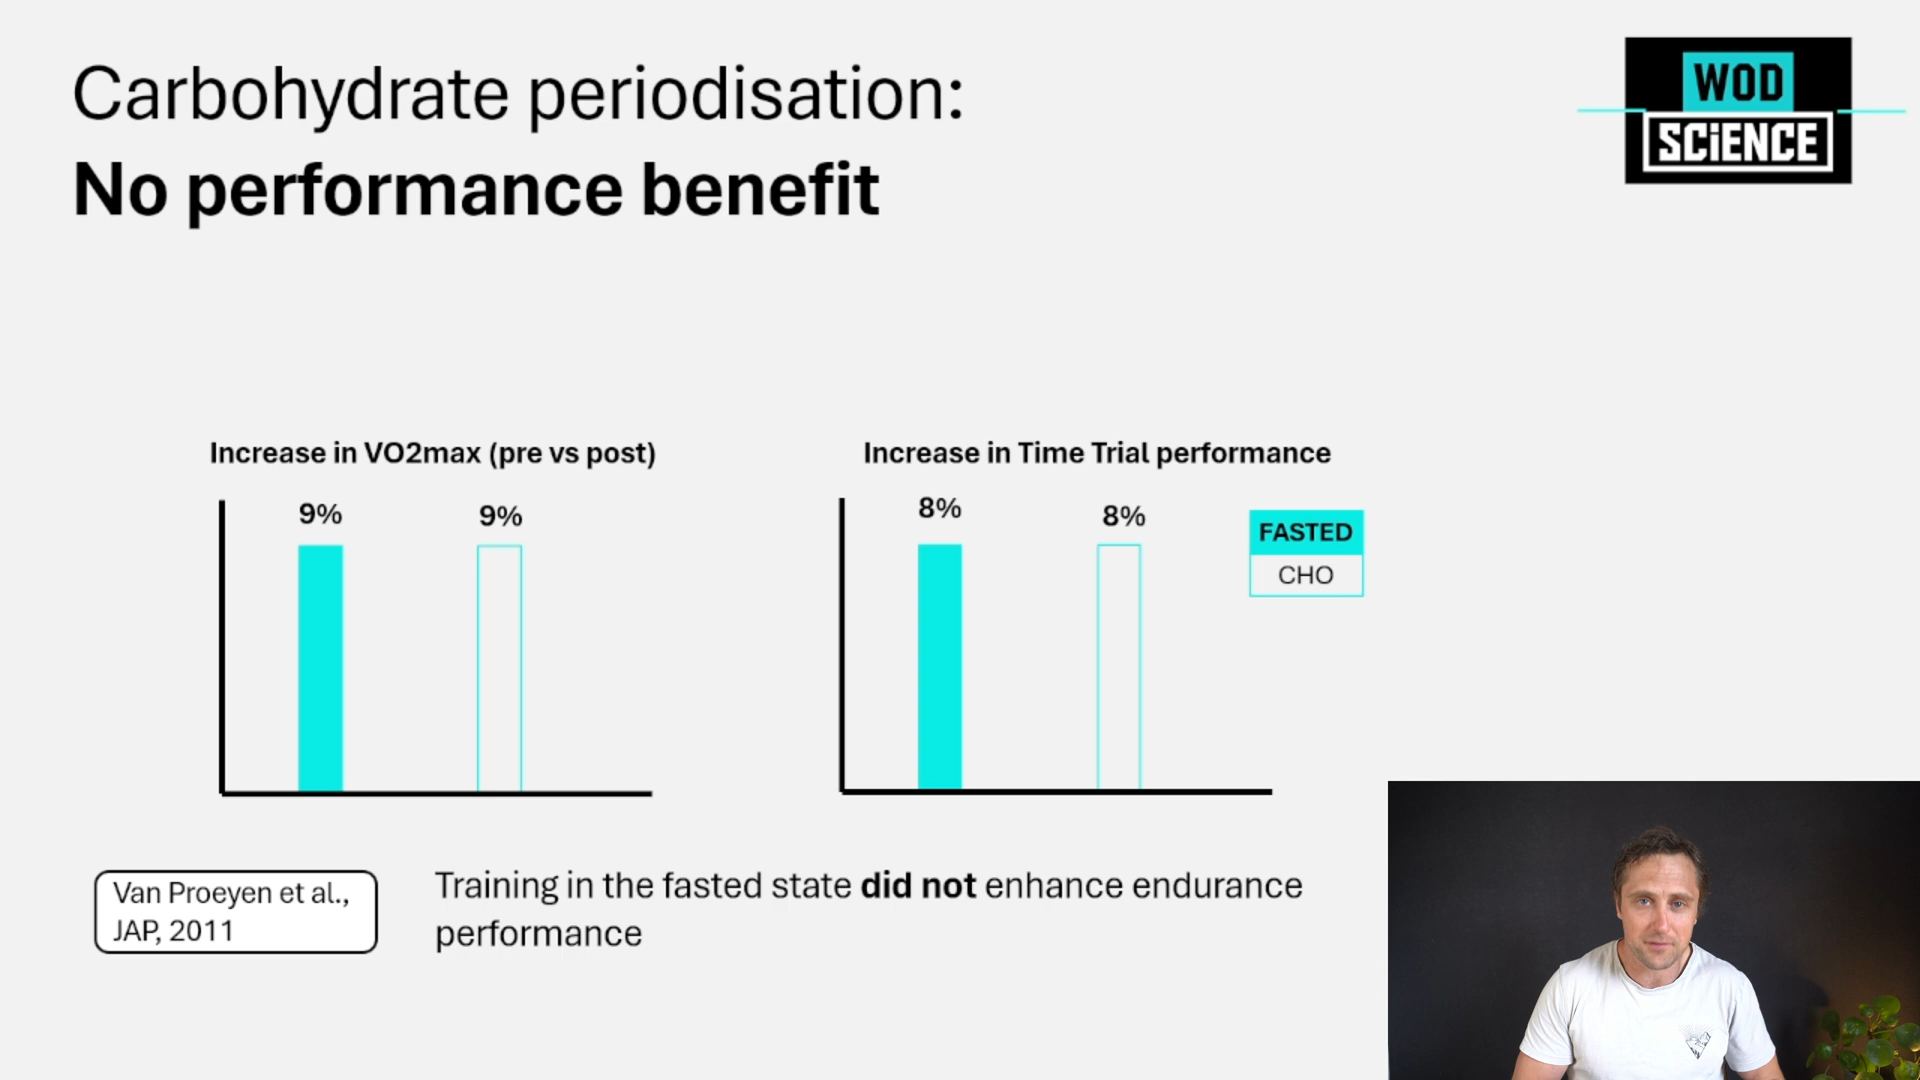 Carbohydrate periodisation:
No performance benefit
WOD
SCiENCE
Increase in VO2max (pre vs post)
9%
9%
Increase in Time Trial performance
8%
8%
FASTED
CHO
Van Proeyen et al.,
JAP, 2011
Training in the fasted state did not enhance endurance
performance